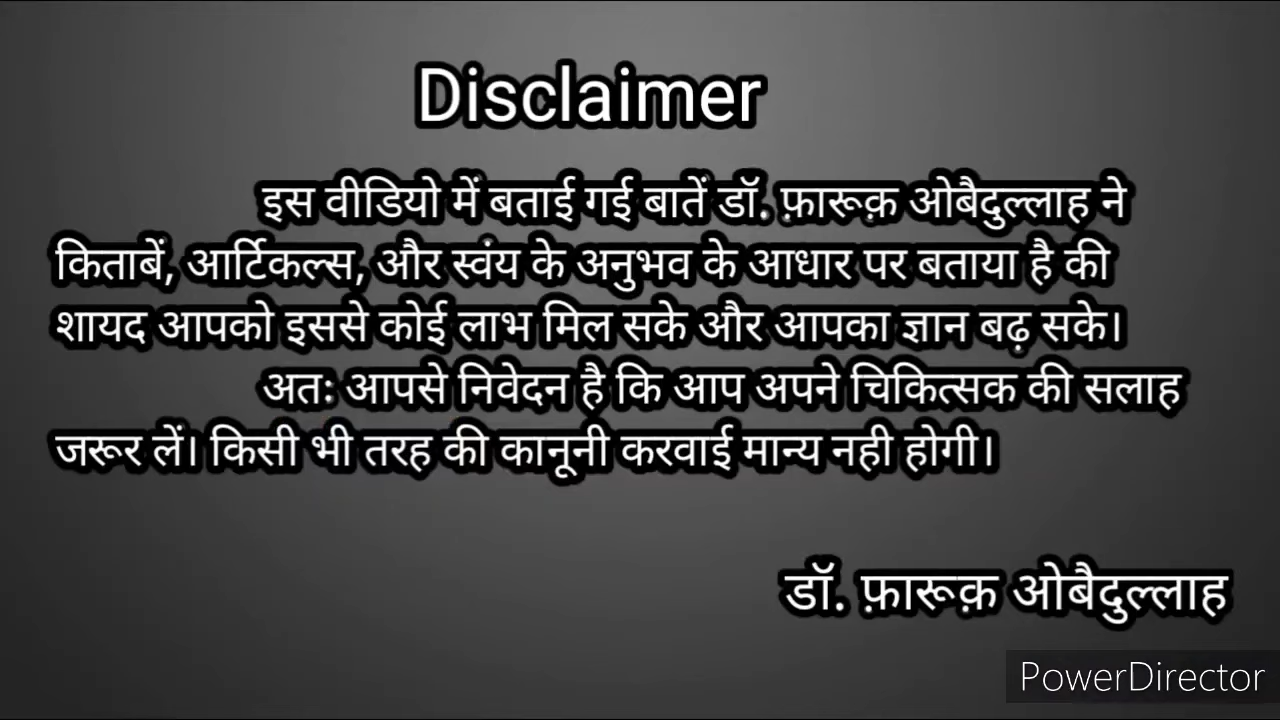 Disclaimer
इस वीडियो में बताई गई बातें डॉ. फ़ारूक़ ओबैदुल्लाह ने
किताबें, आर्टिकल्स, और स्वंय के अनुभव के आधार पर बताया है की
शायद आपको इससे कोई लाभ मिल सके और आपका ज्ञान बढ़ सके।
अतः आपसे निवेदन है कि आप अपने चिकित्सक की सलाह
जरूर लें। किसी भी तरह की कानूनी करवाई मान्य नही होगी।
डॉ. फ़ारूक़ ओबैदुल्लाह
PowerDirector